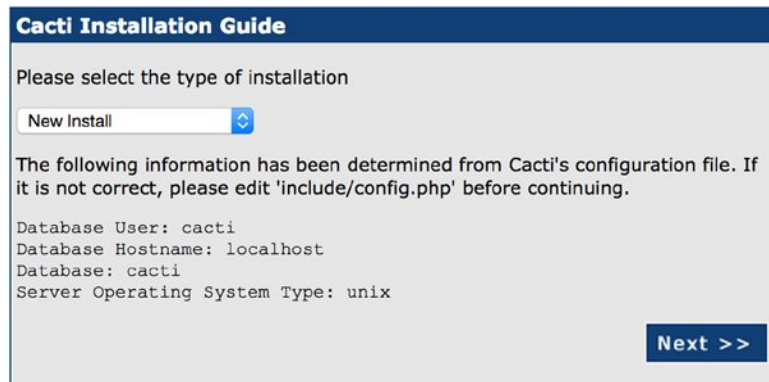 Cacti Installation Guide
Please select the type of installation
New Install
The following information has been determined from Cacti's configuration file. If
it is not correct, please edit 'include/config.php' before continuing.
Database User: cacti
Database Hostname: localhost
Database: cacti
Server Operating System Type: unix
Next >>